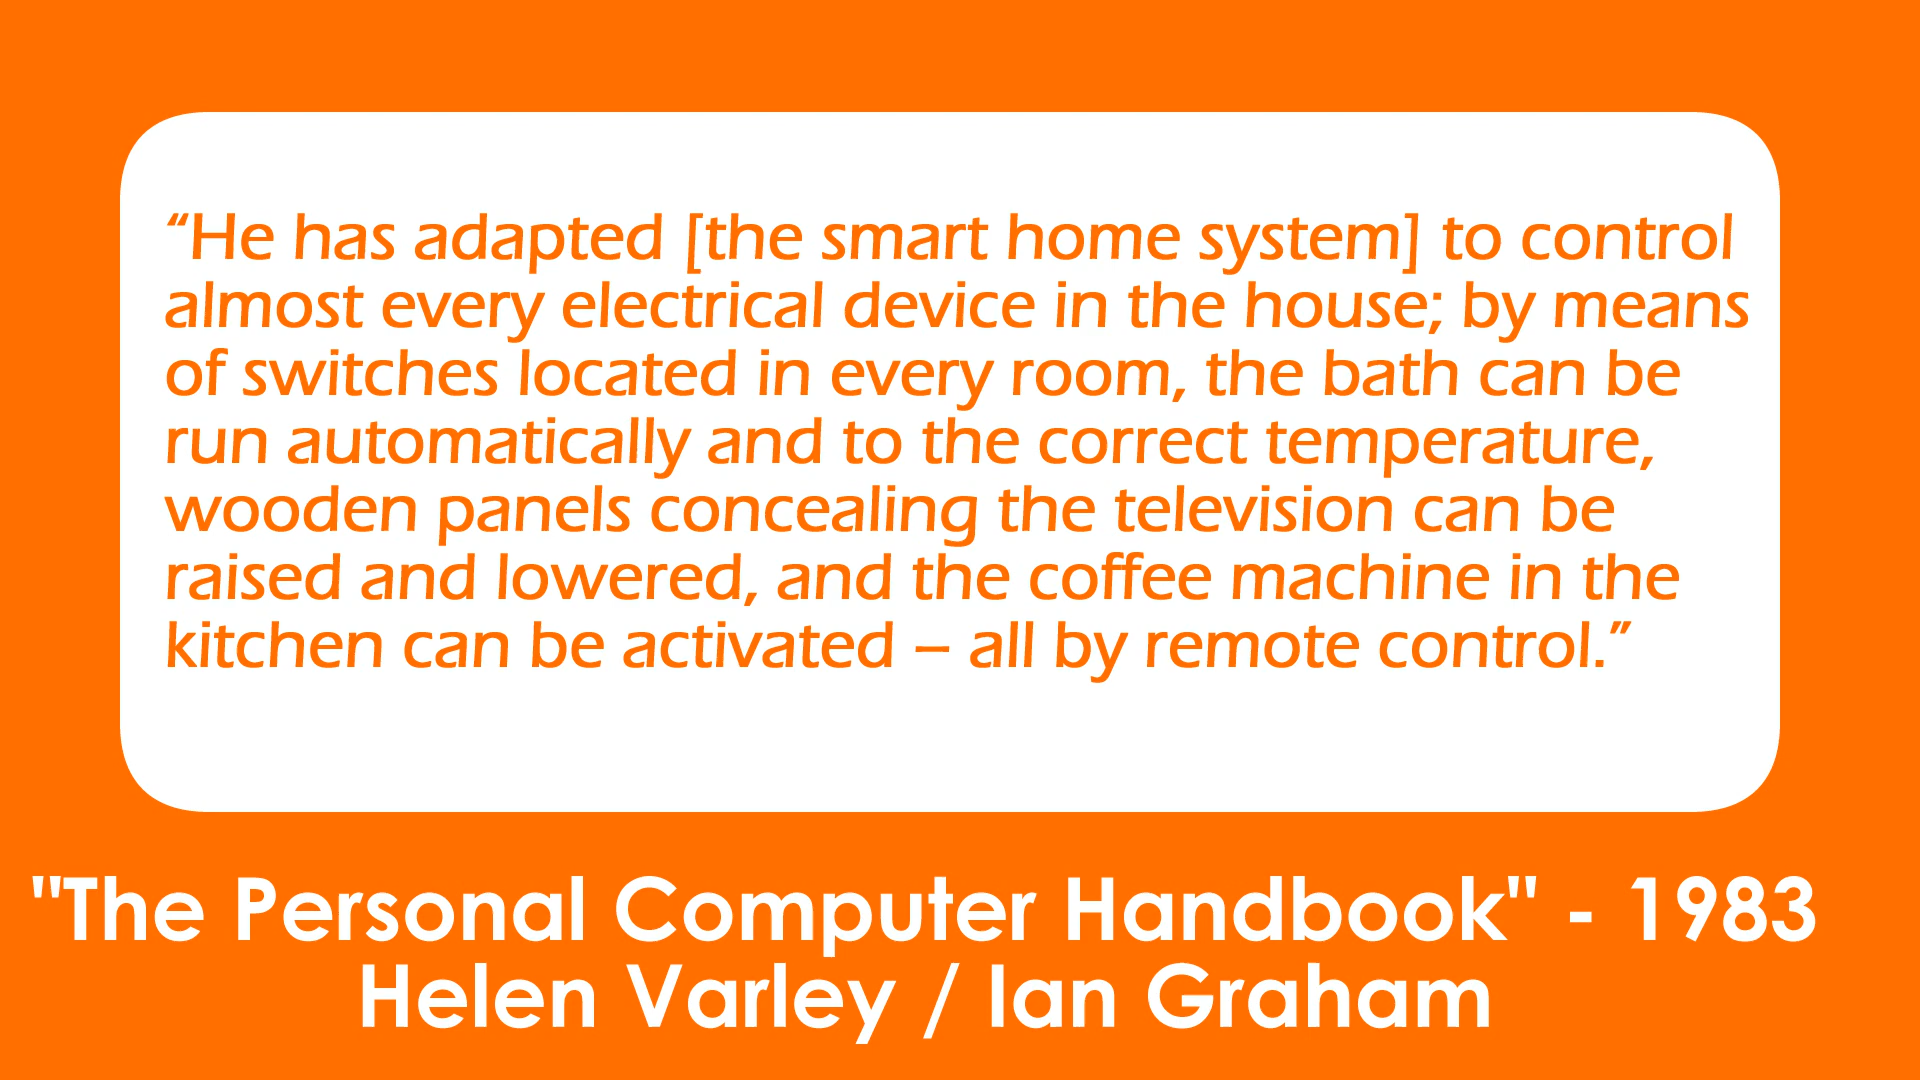 “He has adapted [the smart home system] to control
almost every electrical device in the house; by means
of switches located in every room, the bath can be
run automatically and to the correct temperature,
wooden panels concealing the television can be
raised and lowered, and the coffee machine in the
kitchen can be activated – all by remote control.”
"The Personal Computer Handbook" - 1983
Helen Varley / Ian Graham